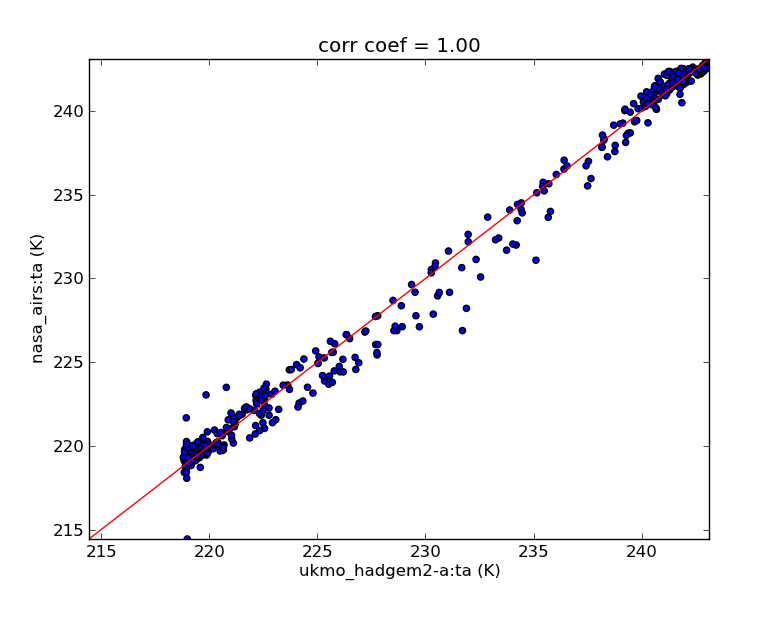 corr coef = 1.00
240
235
230
225
220
215
nasa_airs:ta (K)
215 220 225 230 235 240
ukmo_hadgem2-a:ta (K)